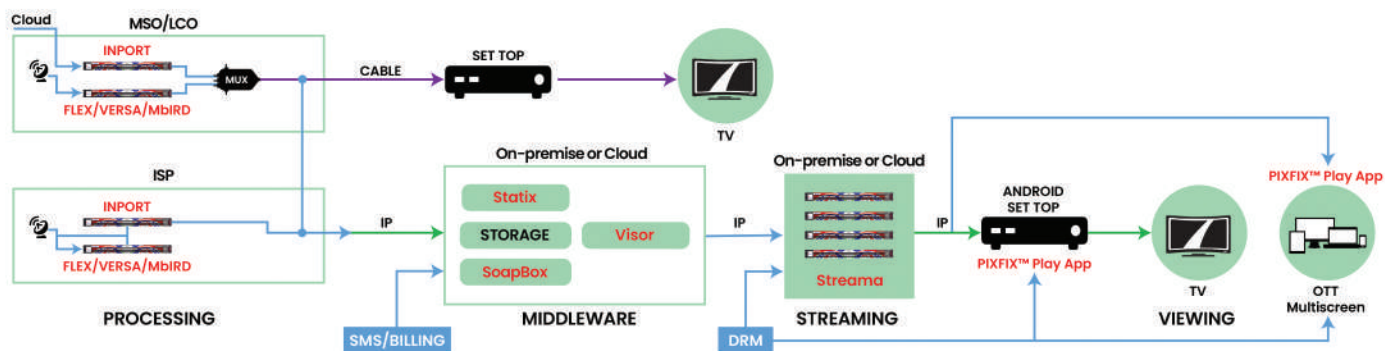 Cloud
MSO/LCO
INPORT
FLEX/VERSA/MbIRD
MUX
CABLE
SET TOP
TV
ISP
INPORT
FLEX/VERSA/MbIRD
IP
On-premise or Cloud
Statix
STORAGE
SoapBox
Visor
IP
On-premise or Cloud
Streama
IP
ANDROID
SET TOP
PIXFIX™ Play App
TV
PIXFIX™ Play App
OTT
Multiscreen
PROCESSING
SMS/BILLING
MIDDLEWARE
DRM
STREAMING
VIEWING